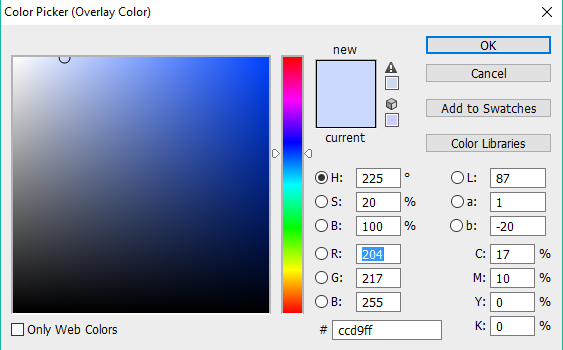 Color Picker (Overlay Color)
new
current
OK
Cancel
Add to Swatches
Color Libraries
H: 225 °
S: 20 %
B: 100 %
R: 204
G: 217
B: 255
# ccd9ff
L: 87
a: 1
b: -20
C: 17 %
M: 10 %
Y: 0 %
K: 0 %
Only Web Colors